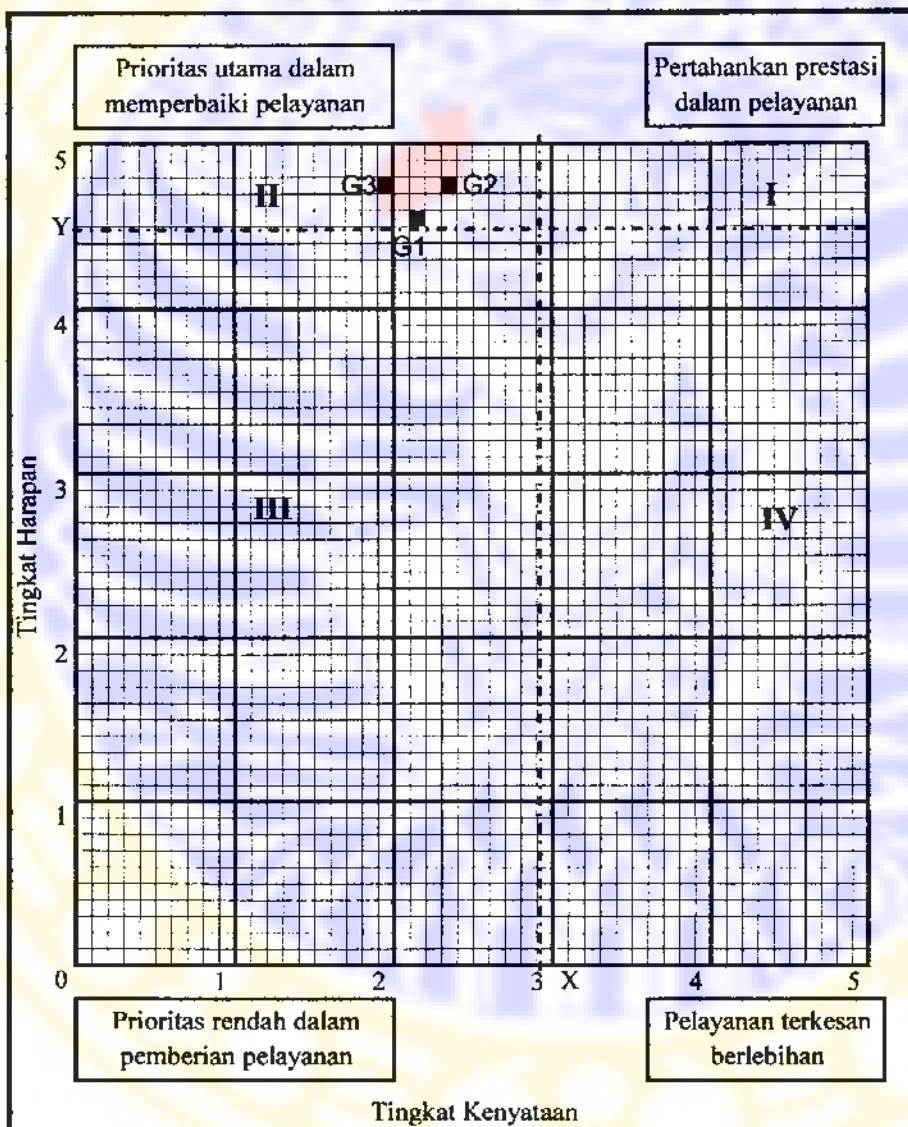 Prioritas utama dalam
memperbaiki pelayanan
Pertahankan prestasi
dalam pelayanan
5
G3
G2
II
I
Y
G1
4
3
III
IV
Tingkat Harapan
2
1
0
1
2
3
X
4
5
Prioritas rendah dalam
pemberian pelayanan
Pelayanan terkesan
berlebihan
Tingkat Kenyataan